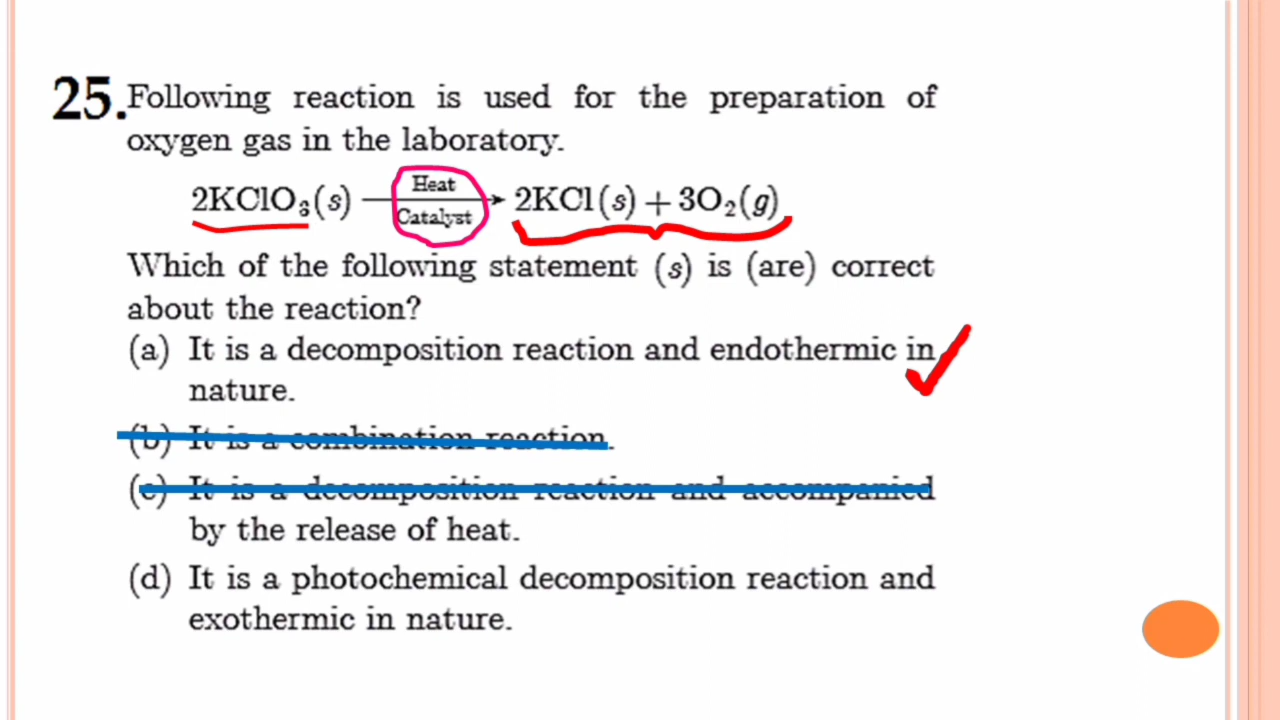 25. Following reaction is used for the preparation of
oxygen gas in the laboratory.
2KClO₃(s) Heat Catalyst → 2KCl(s) + 3O₂(g)
Which of the following statement (s) is (are) correct
about the reaction?
(a) It is a decomposition reaction and endothermic in
nature.
(b) It is a combination reaction.
(c) It is a decomposition reaction and accompanied
by the release of heat.
(d) It is a photochemical decomposition reaction and
exothermic in nature.